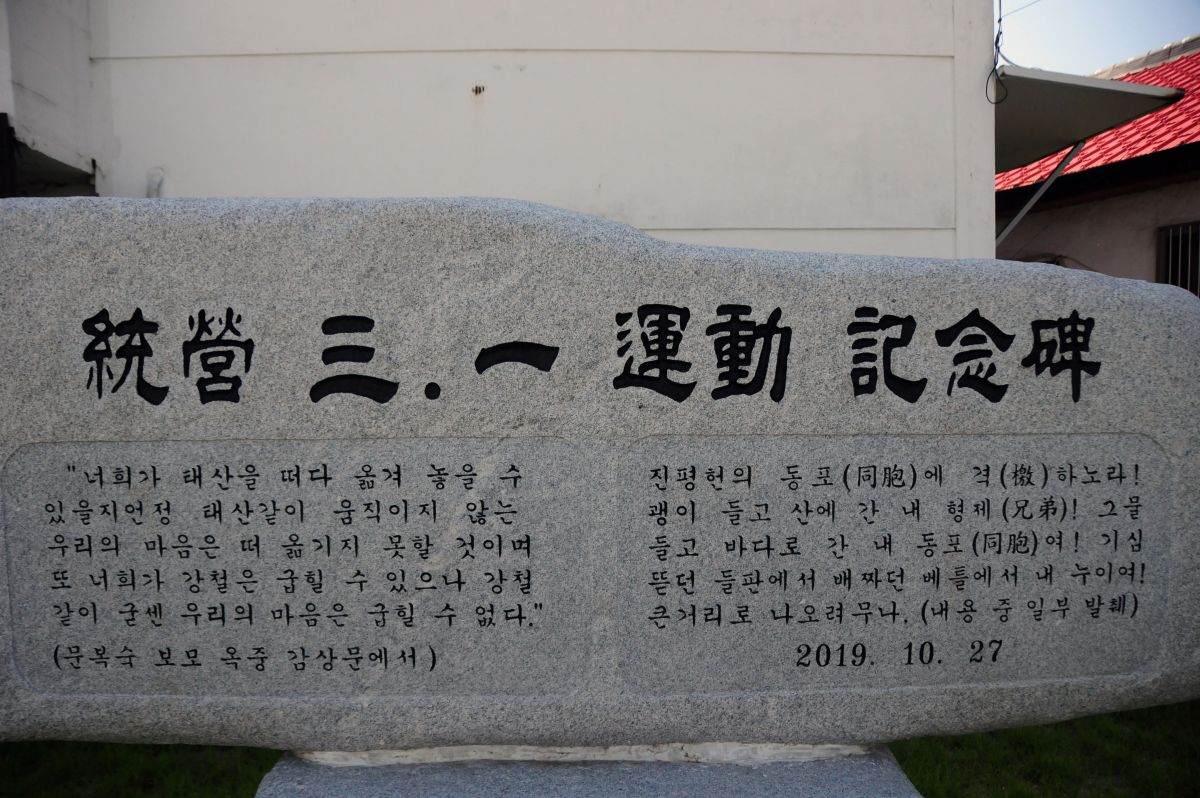 統營 三.一 運動 記念碑
"너희가 태산을 떠다 옮겨 놓을 수
있을지언정 태산같이 움직이지 않는
우리의 마음은 떠 옮기지 못할 것이며
또 너희가 강철은 굽힐 수 있으나 강철
같이 굳센 우리의 마음은 굽힐 수 없다."
(문복숙 보모 옥중 감상문에서)
진평헌의 동포(同胞)에 격(檄)하노라!
괭이 들고 산에 간 내 형제(兄弟)! 그물
들고 바다로 간 내 동포(同胞)여! 기심
뜯던 들판에서 배짜던 베틀에서 내 누이여!
큰거리로 나오려무나. (내용 중 일부 발췌)
2019. 10. 27